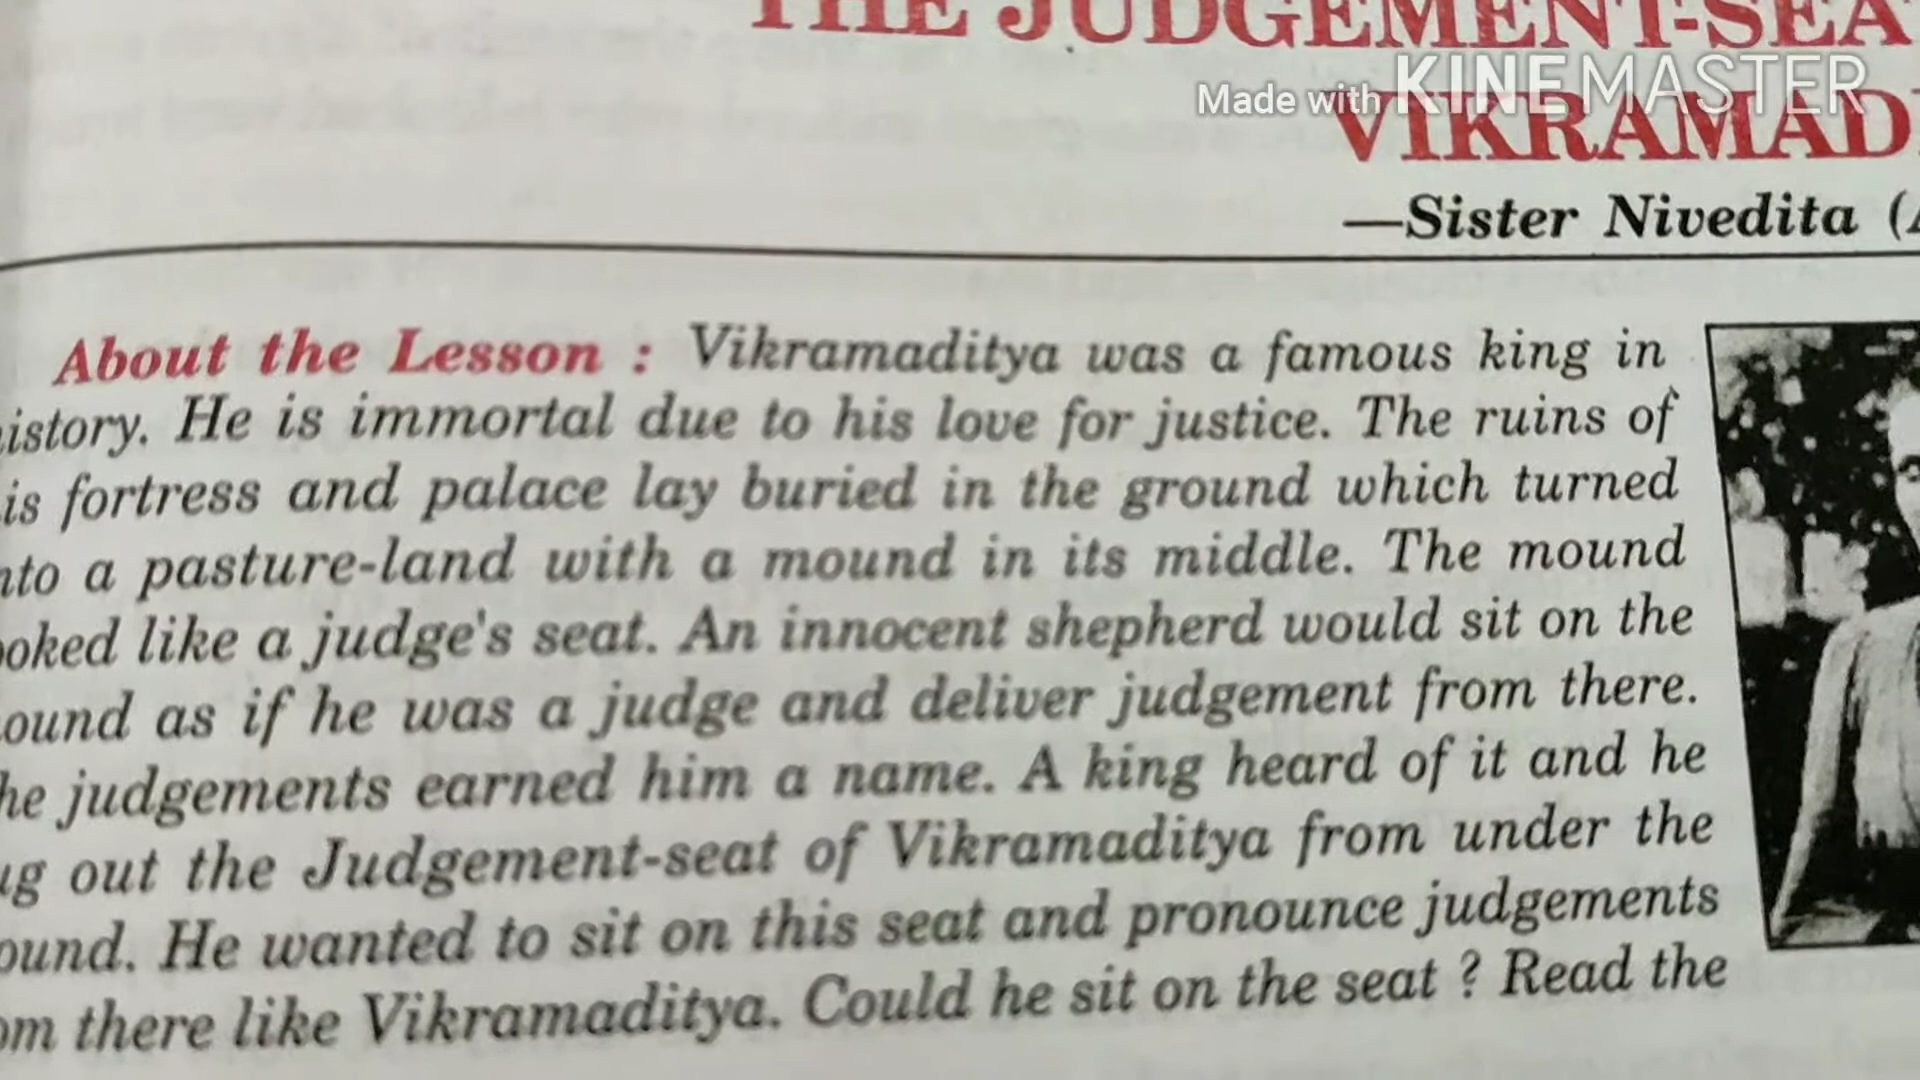 THE JUDGEMENT-SEA
Made with KINEMASTER
VIKRAMAD
—Sister Nivedita (
About the Lesson : Vikramaditya was a famous king in
istory. He is immortal due to his love for justice. The ruins of
is fortress and palace lay buried in the ground which turned
nto a pasture-land with a mound in its middle. The mound
oked like a judge's seat. An innocent shepherd would sit on the
ound as if he was a judge and deliver judgement from there.
he judgements earned him a name. A king heard of it and he
ug out the Judgement-seat of Vikramaditya from under the
ound. He wanted to sit on this seat and pronounce judgements
om there like Vikramaditya. Could he sit on the seat ? Read the